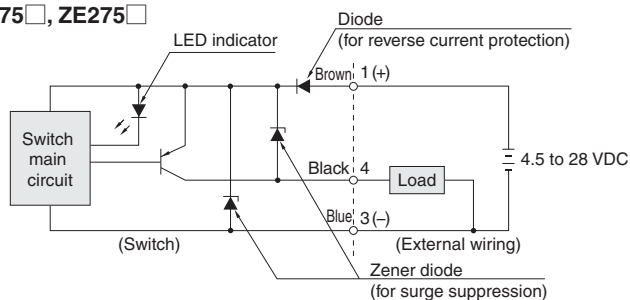 75□, ZE275□
Diode
(for reverse current protection)
LED indicator
Brown 1 (+)
Switch
main
circuit
4.5 to 28 VDC
Black 4
Load
Blue 3 (−)
(Switch)
(External wiring)
Zener diode
(for surge suppression)